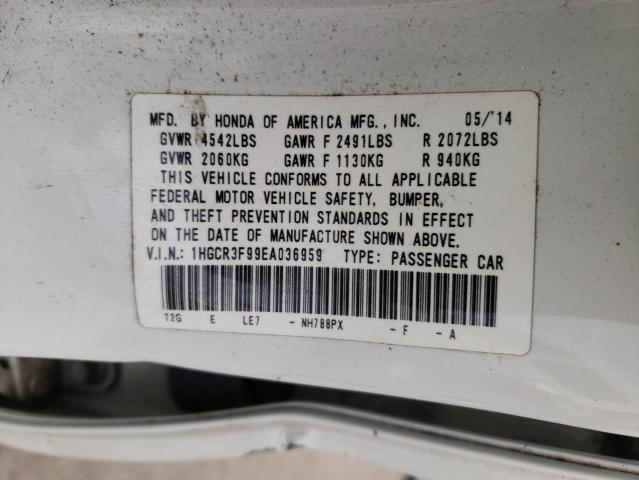 MFD. BY HONDA OF AMERICA MFG., INC. 05/'14
GVWR 4542LBS GAWR F 2491LBS R 2072LBS
GVWR 2060KG GAWR F 1130KG R 940KG
THIS VEHICLE CONFORMS TO ALL APPLICABLE
FEDERAL MOTOR VEHICLE SAFETY, BUMPER,
AND THEFT PREVENTION STANDARDS IN EFFECT
ON THE DATE OF MANUFACTURE SHOWN ABOVE.
V.I.N.: 1HGCR3F99EA036959 TYPE: PASSENGER CAR
T2G E LE7 - NH788PX - F - A